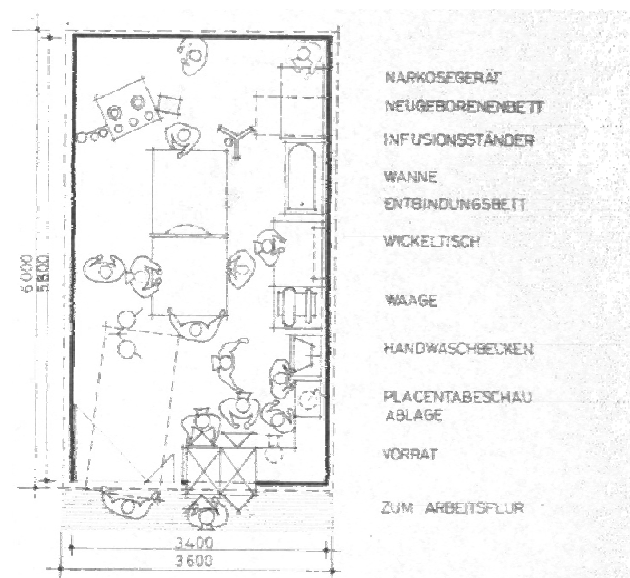 NARKOSEGERÄT
NEUGEBORENENBETT
INFUSIONSSTÄNDER
WANNE
ENTBINDUNGSBETT
WICKELTISCH
WAAGE
HANDWASCHBECKEN
PLACENTABESCHAU
ABLAGE
VORRAT
ZUM ARBEITSFLUR
6000
5800
3400
3600